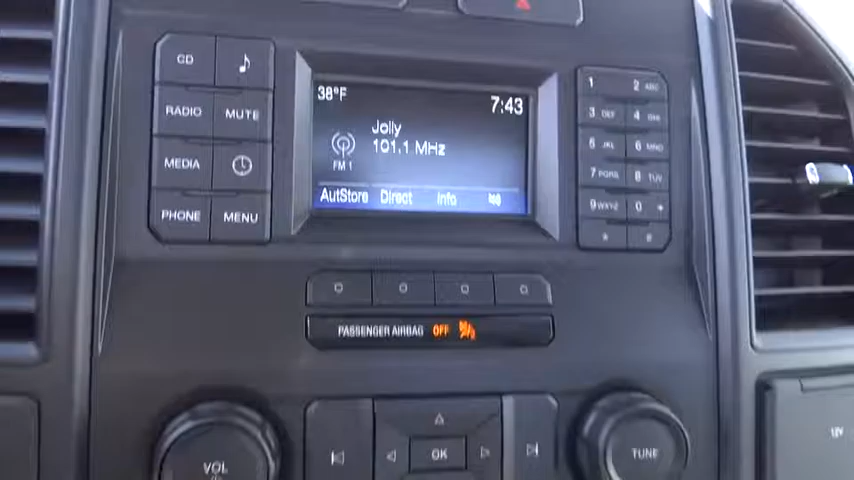 CD
RADIO MUTE
MEDIA
PHONE MENU
38°F 7:43
Jolly
101.1 MHz
FM 1
AutoStore Direct Info
1 2 ABC
3 DEF 4 GHI
5 JKL 6 MNO
7 PQRS 8 TUV
9 WXYZ 0 +
* #
PASSENGER AIRBAG OFF
VOL OK TUNE
12V